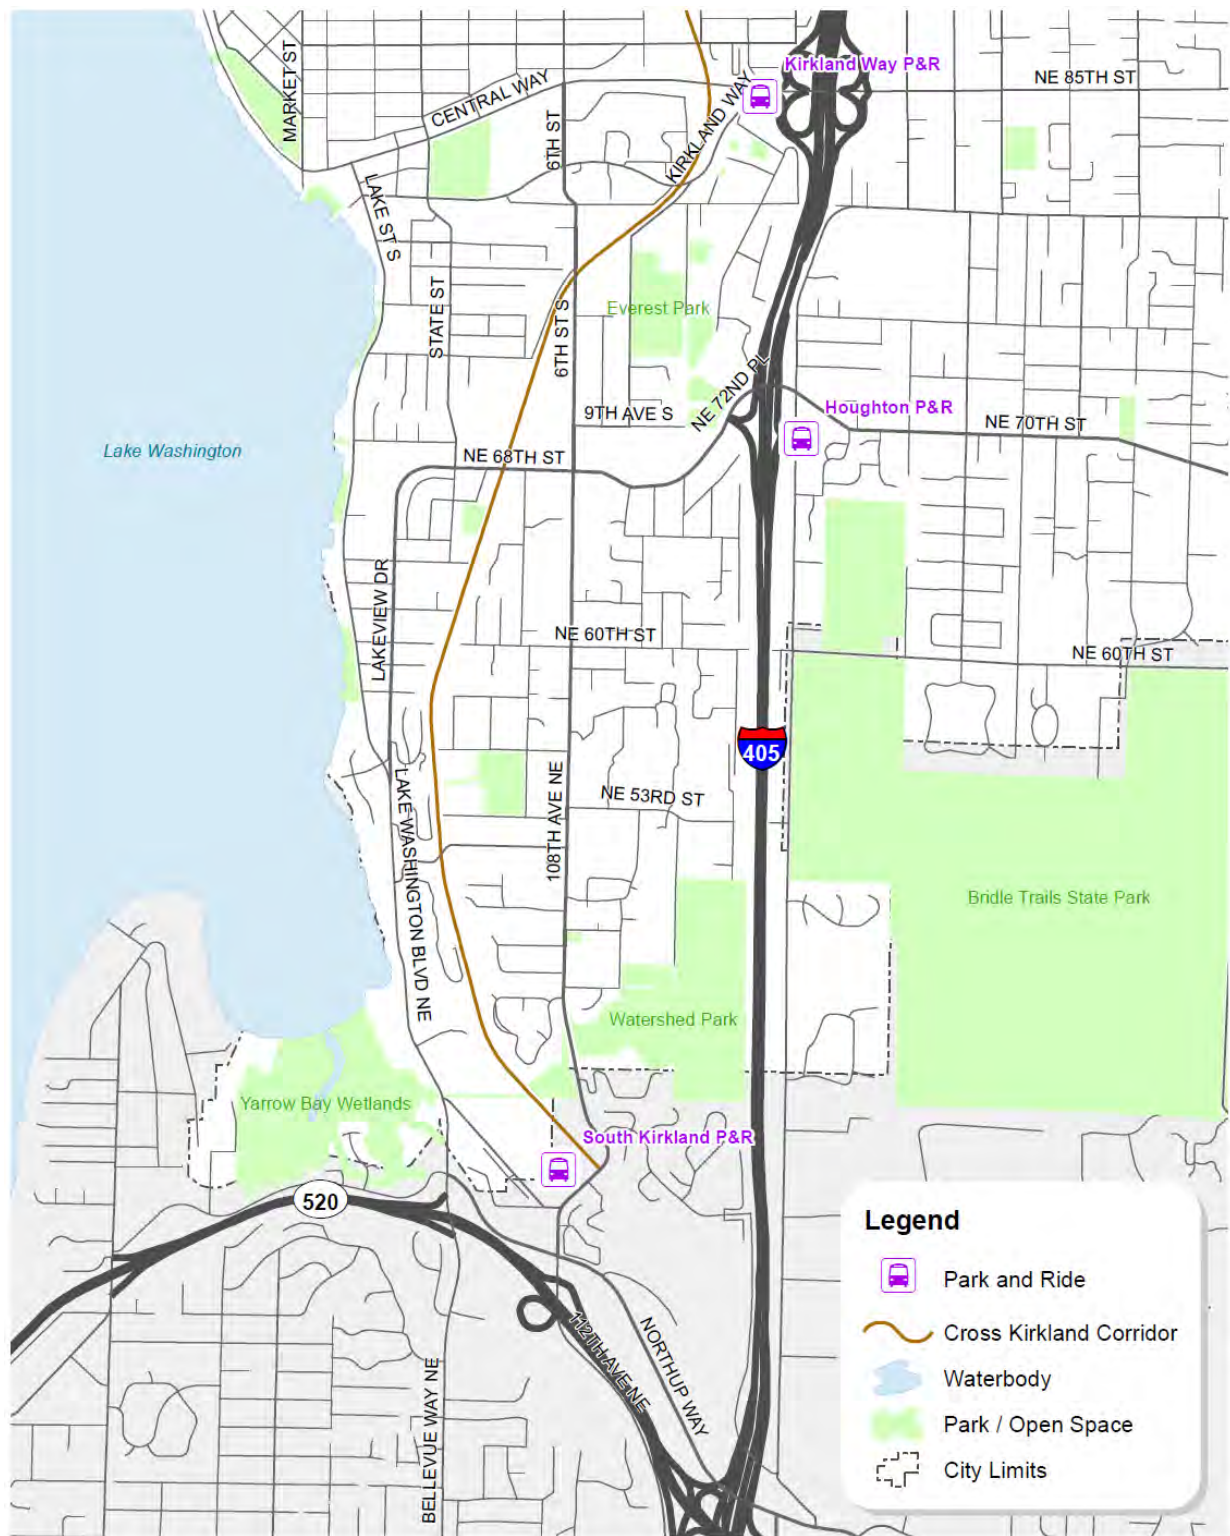 Kirkland Way P&R
NE 85TH ST
MARKET ST
CENTRAL WAY
6TH ST
KIRKLAND WAY
LAKE ST S
STATE ST
Everest Park
6TH ST S
NE 72ND PL
9TH AVE S
Houghton P&R
NE 70TH ST
Lake Washington
NE 68TH ST
LAKEVIEW DR
NE 60TH ST
NE 60TH ST
405
LAKE WASHINGTON BLVD NE
108TH AVE NE
NE 53RD ST
Bridle Trails State Park
Watershed Park
Yarrow Bay Wetlands
South Kirkland P&R
520
112TH AVE NE
NORTHUP WAY
BELLEVUE WAY NE
Legend
Park and Ride
Cross Kirkland Corridor
Waterbody
Park / Open Space
City Limits